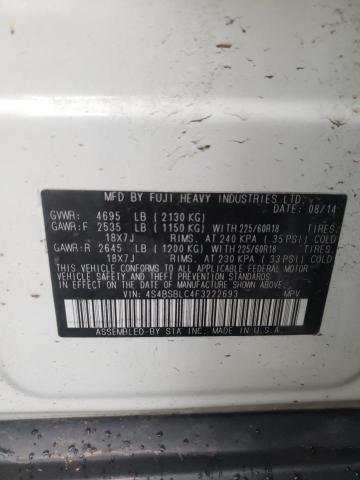 MFD BY FUJI HEAVY INDUSTRIES LTD.
DATE: 08/14
GVWR: 4695 LB (2130 KG)
GAWR:F 2535 LB (1150 KG) WITH 225/60R18 TIRES.
18X7J RIMS. AT 240 KPA (35 PSI) COLD
GAWR:R 2645 LB (1200 KG) WITH 225/60R18 TIRES.
18X7J RIMS. AT 230 KPA (33 PSI) COLD
THIS VEHICLE CONFORMS TO ALL APPLICABLE FEDERAL MOTOR
VEHICLE SAFETY AND THEFT PREVENTION STANDARDS
IN EFFECT ON THE DATE OF MANUFACTURE SHOWN ABOVE.
VIN: 4S4BSBLC4F3222693 MPV
ASSEMBLED BY SIA INC. MADE IN U.S.A.